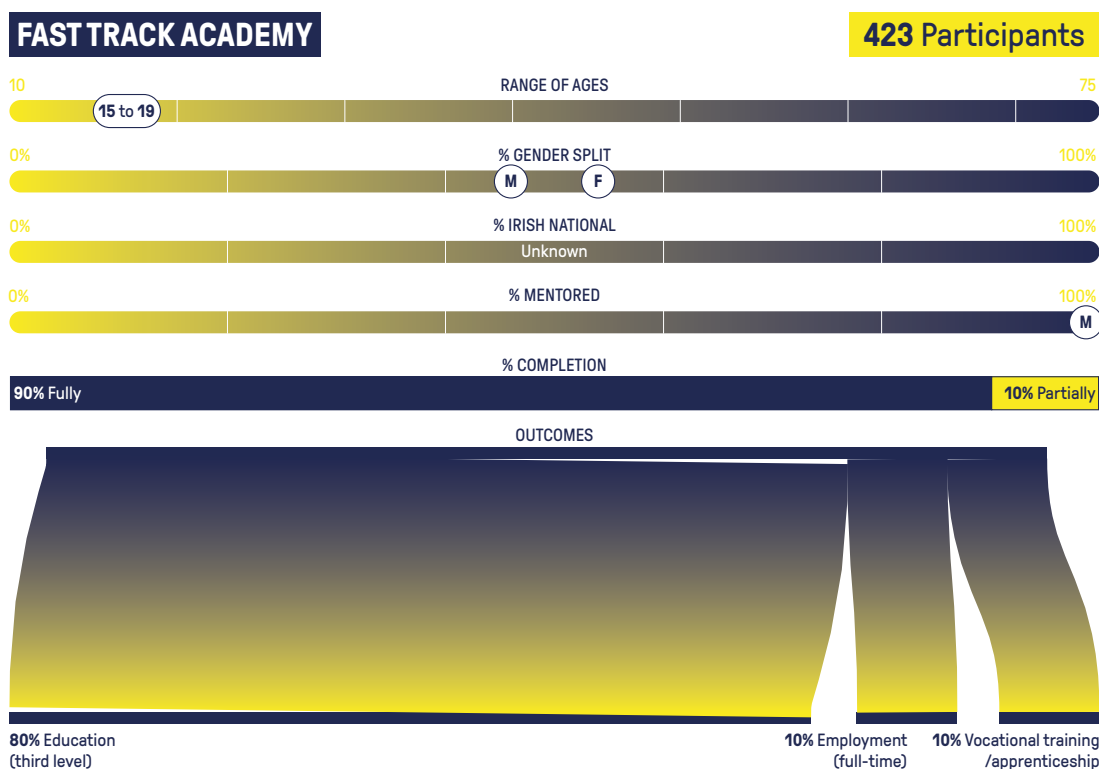 FAST TRACK ACADEMY
423 Participants
RANGE OF AGES
10
75
15 to 19
% GENDER SPLIT
0%
100%
M
F
% IRISH NATIONAL
0%
100%
Unknown
% MENTORED
0%
100%
M
% COMPLETION
90% Fully
10% Partially
OUTCOMES
80% Education
(third level)
10% Employment
(full-time)
10% Vocational training
/apprenticeship